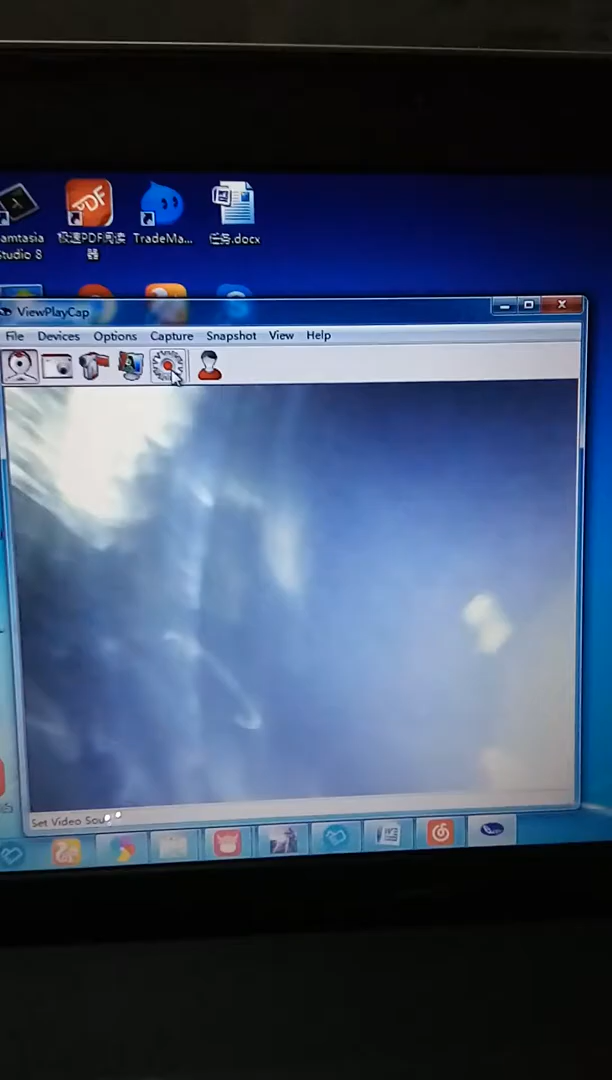 amtasia
Studio 8
极速PDF阅读
器
TradeMa...
任务.docx
PDF
ViewPlayCap
File Devices Options Capture Snapshot View Help
Set Video Sou